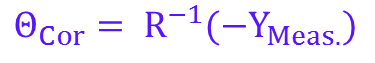 Θ_Cor = R⁻¹(−Y_Meas.)